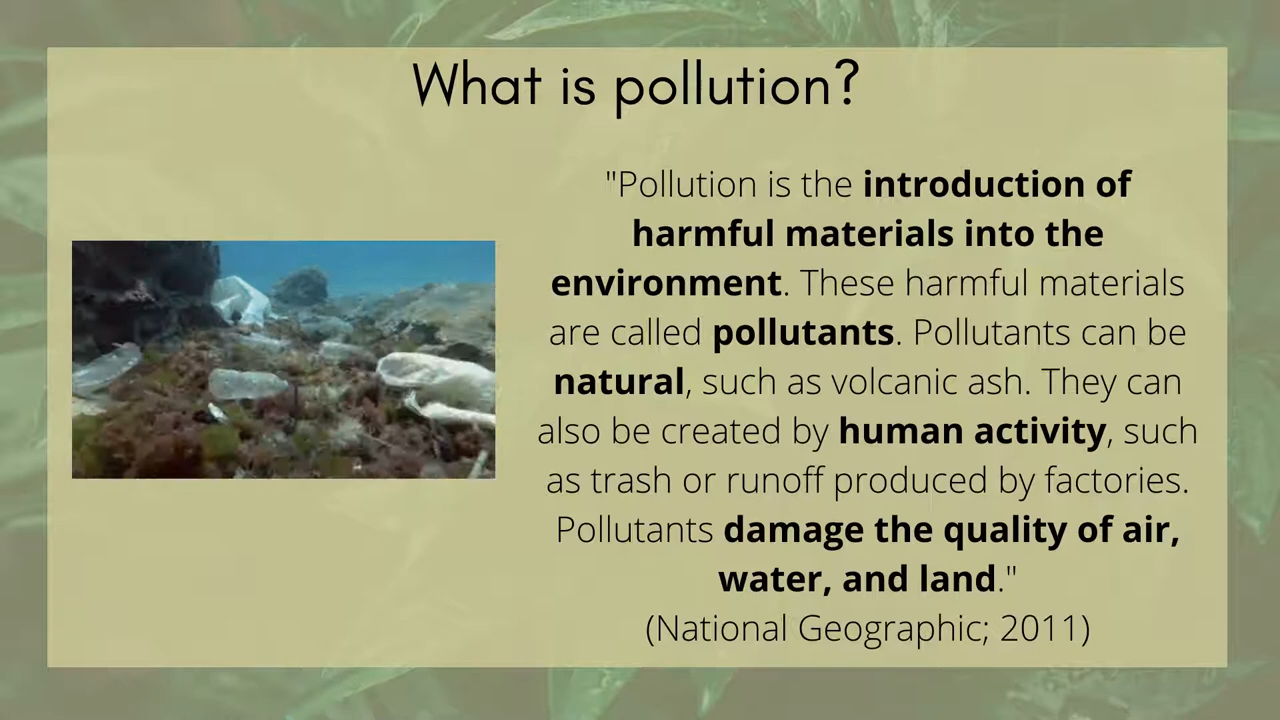 What is pollution?
"Pollution is the introduction of
harmful materials into the
environment. These harmful materials
are called pollutants. Pollutants can be
natural, such as volcanic ash. They can
also be created by human activity, such
as trash or runoff produced by factories.
Pollutants damage the quality of air,
water, and land."
(National Geographic; 2011)